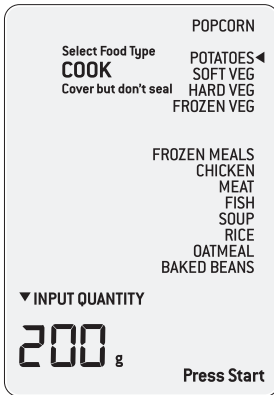 POPCORN
Select Food Type
POTATOES◀
COOK
SOFT VEG
Cover but don't seal
HARD VEG
FROZEN VEG
FROZEN MEALS
CHICKEN
MEAT
FISH
SOUP
RICE
OATMEAL
BAKED BEANS
▼INPUT QUANTITY
200 g
Press Start